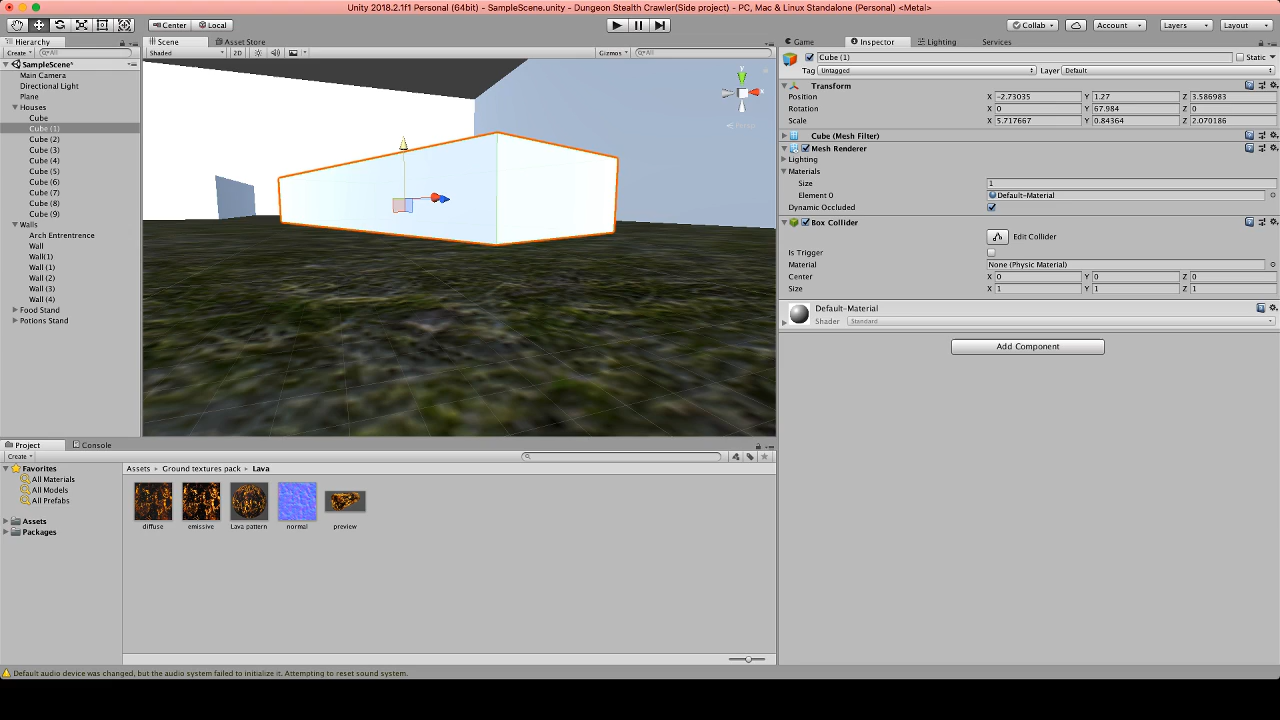 Unity 2018.2.1f1 Personal (64bit) - SampleScene.unity - Dungeon Stealth Crawler(Side project) - PC, Mac & Linux Standalone (Personal) <Metal>
Center Local Collab Account Layers Layout
Hierarchy Scene Asset Store Game Inspector Lighting Services
Create All Shaded 2D Gizmos All
SampleScene*
Main Camera
Directional Light
Plane
Houses
Cube
Cube (1)
Cube (2)
Cube (3)
Cube (4)
Cube (5)
Cube (6)
Cube (7)
Cube (8)
Cube (9)
Walls
Arch Entrentrence
Wall
Wall(1)
Wall (1)
Wall (2)
Wall (3)
Wall (4)
Food Stand
Potions Stand
y
x
Persp
Cube (1) Static
Tag Untagged Layer Default
Transform
Position X -2.73035 Y 1.27 Z 3.586983
Rotation X 0 Y 67.984 Z 0
Scale X 5.717667 Y 0.84364 Z 2.070186
Cube (Mesh Filter)
Mesh Renderer
Lighting
Materials
Size 1
Element 0 Default-Material
Dynamic Occluded
Box Collider
Edit Collider
Is Trigger
Material None (Physic Material)
Center X 0 Y 0 Z 0
Size X 1 Y 1 Z 1
Default-Material
Shader Standard
Add Component
Project Console
Create
Favorites
All Materials
All Models
All Prefabs
Assets
Packages
Assets Ground textures pack Lava
diffuse emissive Lava pattern normal preview
Default audio device was changed, but the audio system failed to initialize it. Attempting to reset sound system.